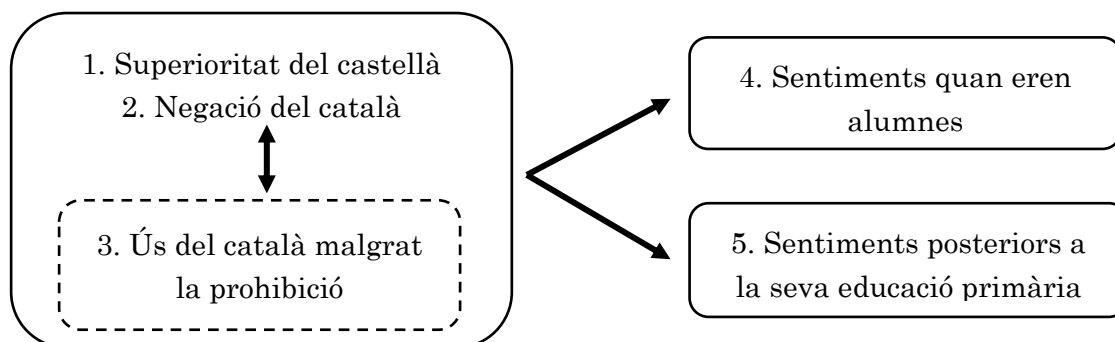 1. Superioritat del castellà
2. Negació del català
3. Ús del català malgrat
la prohibició
4. Sentiments quan eren
alumnes
5. Sentiments posteriors a
la seva educació primària